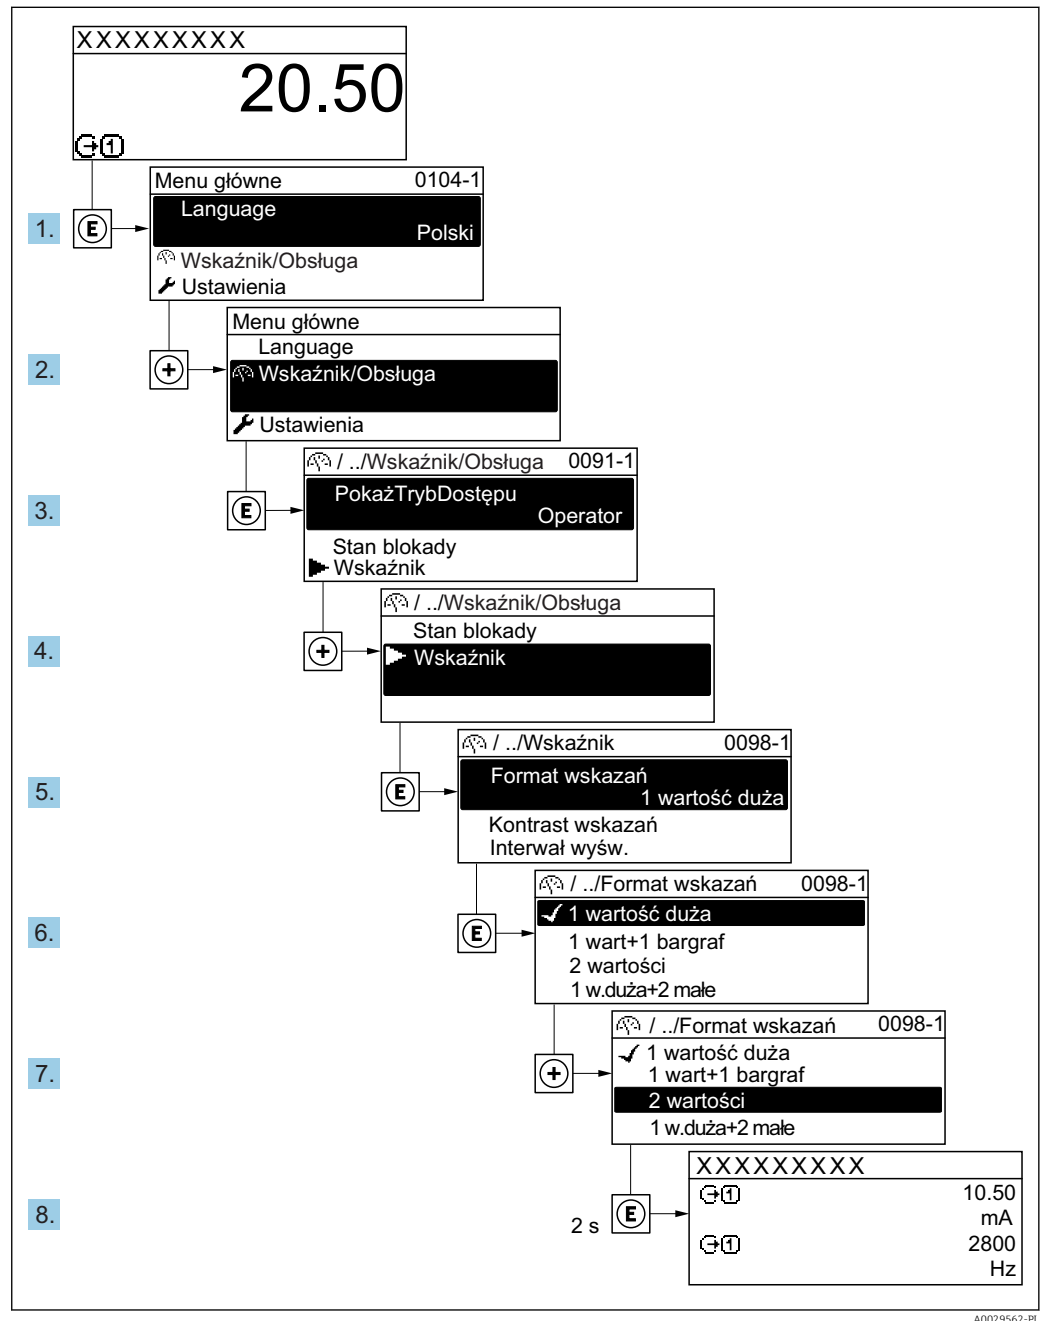 XXXXXXXXX
20.50
1
Menu główne 0104-1
Language
Polski
Wskaźnik/Obsługa
Ustawienia
1.
E
Menu główne
Language
Wskaźnik/Obsługa
Ustawienia
2.
+
/ ../Wskaźnik/Obsługa 0091-1
PokażTrybDostępu
Operator
Stan blokady
Wskaźnik
3.
E
/ ../Wskaźnik/Obsługa
Stan blokady
Wskaźnik
4.
+
/ ../Wskaźnik 0098-1
Format wskazań
1 wartość duża
Kontrast wskazań
Interwał wyśw.
5.
E
/ ../Format wskazań 0098-1
1 wartość duża
1 wart+1 bargraf
2 wartości
1 w.duża+2 małe
6.
E
/ ../Format wskazań 0098-1
1 wartość duża
1 wart+1 bargraf
2 wartości
1 w.duża+2 małe
7.
+
XXXXXXXXX
1 10.50
mA
1 2800
Hz
8.
2 s
E
A0029562-PL